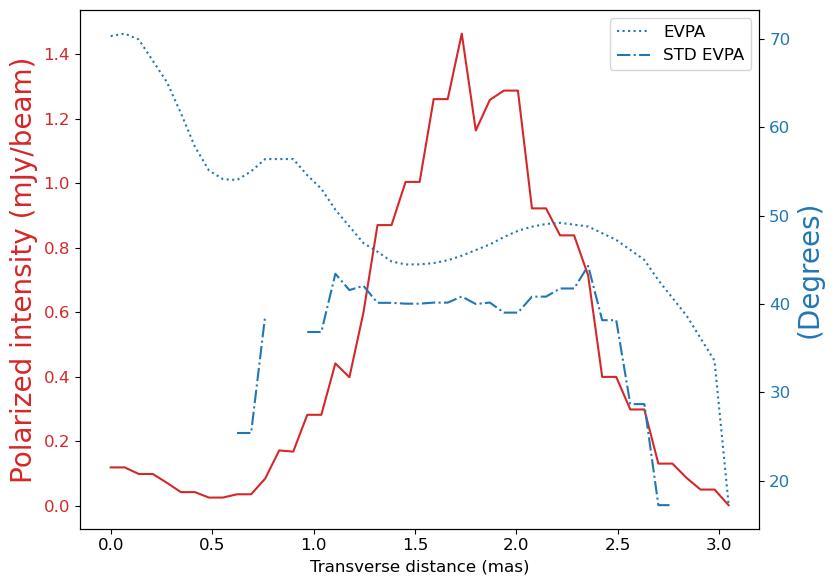 EVPA
STD EVPA
Polarized intensity (mJy/beam)
1.4
1.2
1.0
0.8
0.6
0.4
0.2
0.0
70
60
50
40
30
20
(Degrees)
0.0 0.5 1.0 1.5 2.0 2.5 3.0
Transverse distance (mas)